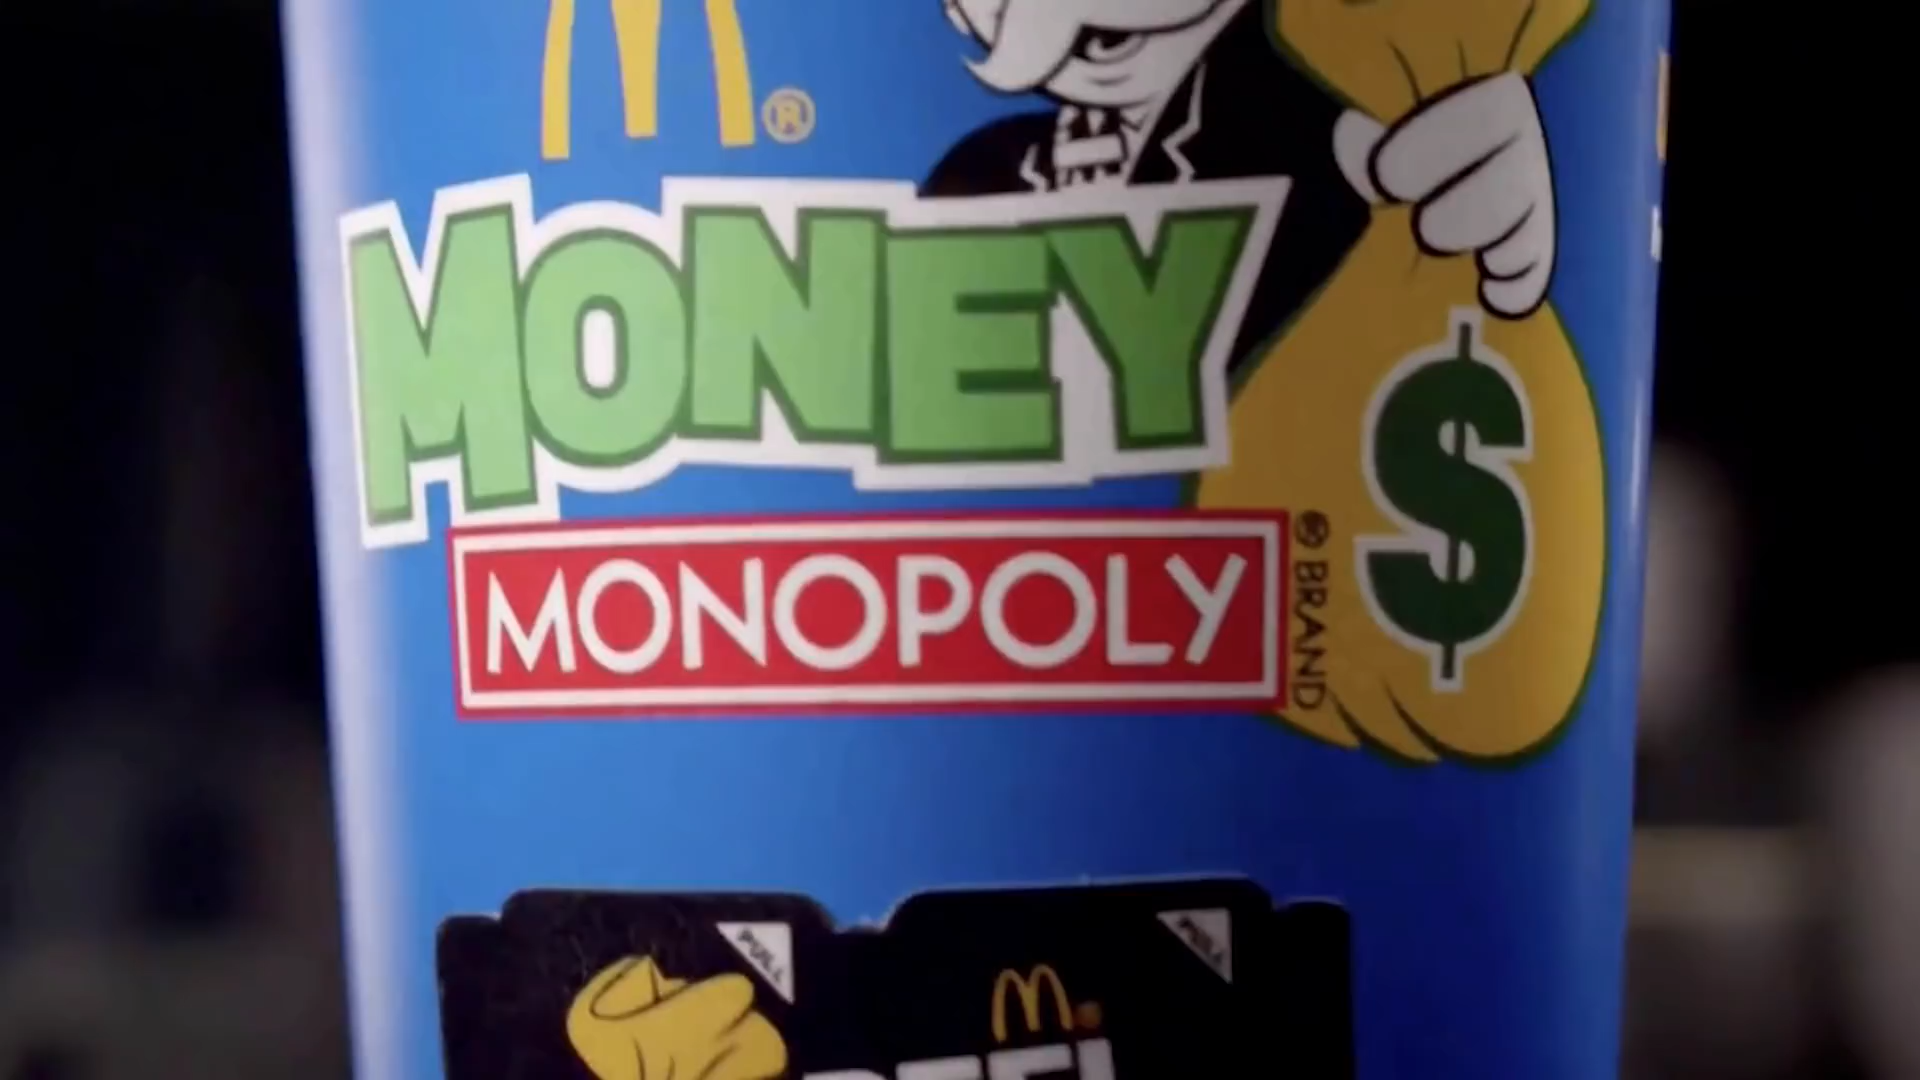 M®
MONEY
MONOPOLY
® BRAND
$
PULL
PULL
M